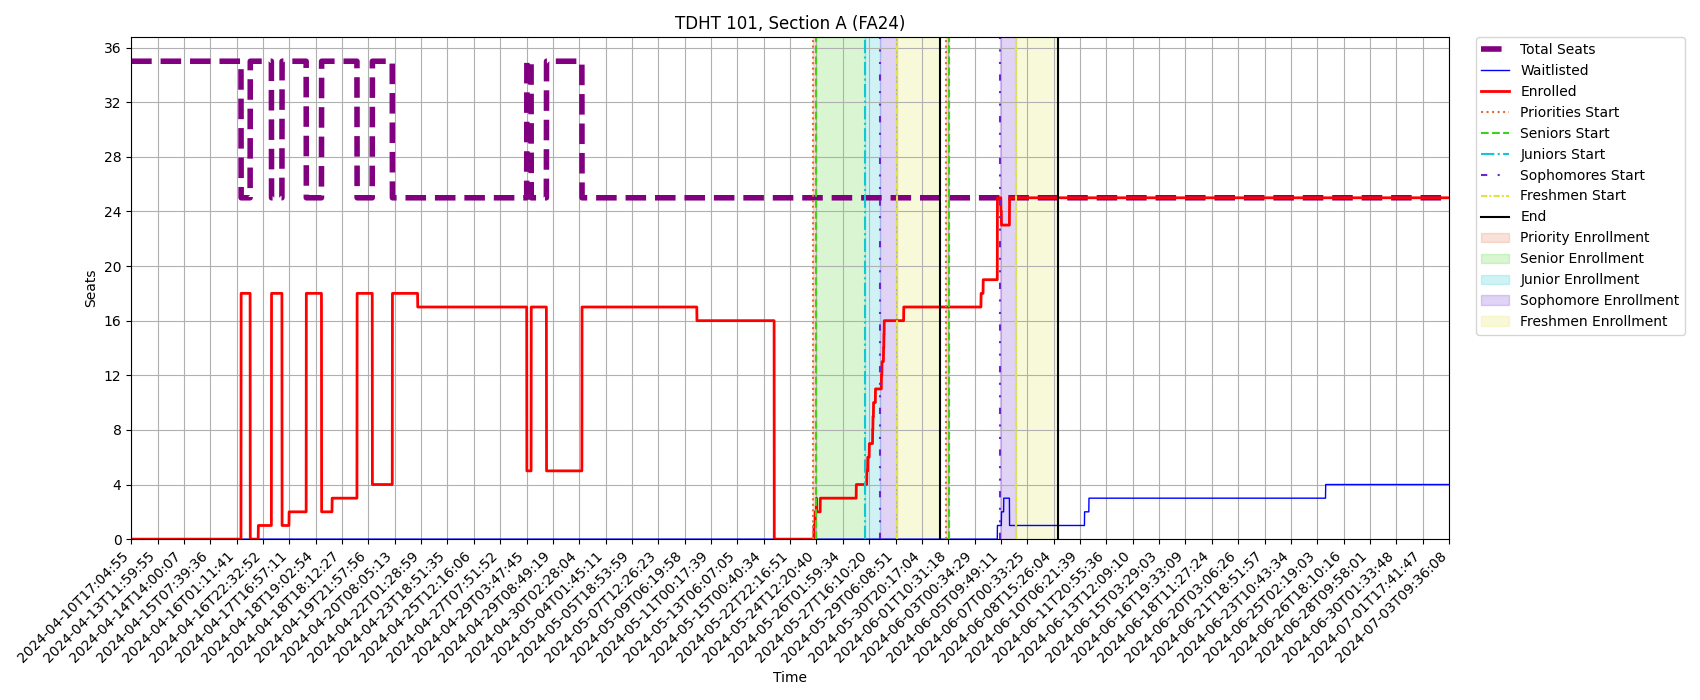 TDHT 101, Section A (FA24)
Seats
36
32
28
24
20
16
12
8
4
0
Total Seats
Waitlisted
Enrolled
Priorities Start
Seniors Start
Juniors Start
Sophomores Start
Freshmen Start
End
Priority Enrollment
Senior Enrollment
Junior Enrollment
Sophomore Enrollment
Freshmen Enrollment
2024-04-10T17:04:55
2024-04-13T11:59:55
2024-04-14T14:00:07
2024-04-15T07:39:36
2024-04-16T01:11:41
2024-04-16T22:32:52
2024-04-17T16:57:11
2024-04-18T19:02:54
2024-04-18T18:12:27
2024-04-19T21:57:56
2024-04-20T08:05:13
2024-04-22T01:28:59
2024-04-23T18:51:35
2024-04-25T12:16:06
2024-04-27T07:51:52
2024-04-27T03:47:45
2024-04-29T08:49:19
2024-04-30T02:28:04
2024-05-04T01:45:11
2024-05-05T18:53:59
2024-05-07T12:26:23
2024-05-09T06:19:58
2024-05-11T00:17:39
2024-05-13T06:07:05
2024-05-15T00:40:34
2024-05-22T22:16:51
2024-05-24T12:20:40
2024-05-26T01:59:34
2024-05-27T16:10:20
2024-05-29T06:08:51
2024-05-30T20:17:04
2024-06-01T10:31:18
2024-06-03T00:34:29
2024-06-05T09:49:11
2024-06-07T00:33:25
2024-06-08T15:26:04
2024-06-10T06:21:39
2024-06-11T20:55:36
2024-06-13T12:09:10
2024-06-15T03:29:03
2024-06-16T19:33:09
2024-06-18T11:27:24
2024-06-20T03:06:26
2024-06-21T18:51:57
2024-06-23T10:43:34
2024-06-25T02:19:03
2024-06-26T18:10:16
2024-06-28T09:58:01
2024-06-30T01:33:48
2024-07-01T17:41:47
2024-07-03T09:36:08
Time